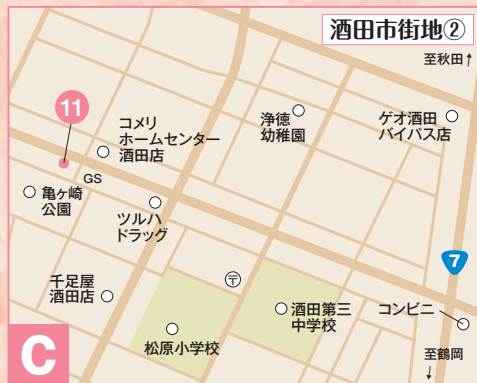 酒田市街地②
至秋田↑
11
コメリ
ホームセンター
酒田店
浄徳
幼稚園
ゲオ酒田
バイパス店
GS
亀ヶ崎
公園
ツルハ
ドラッグ
7
千足屋
酒田店
〒
酒田第三
中学校
コンビニ
松原小学校
至鶴岡
↓
C